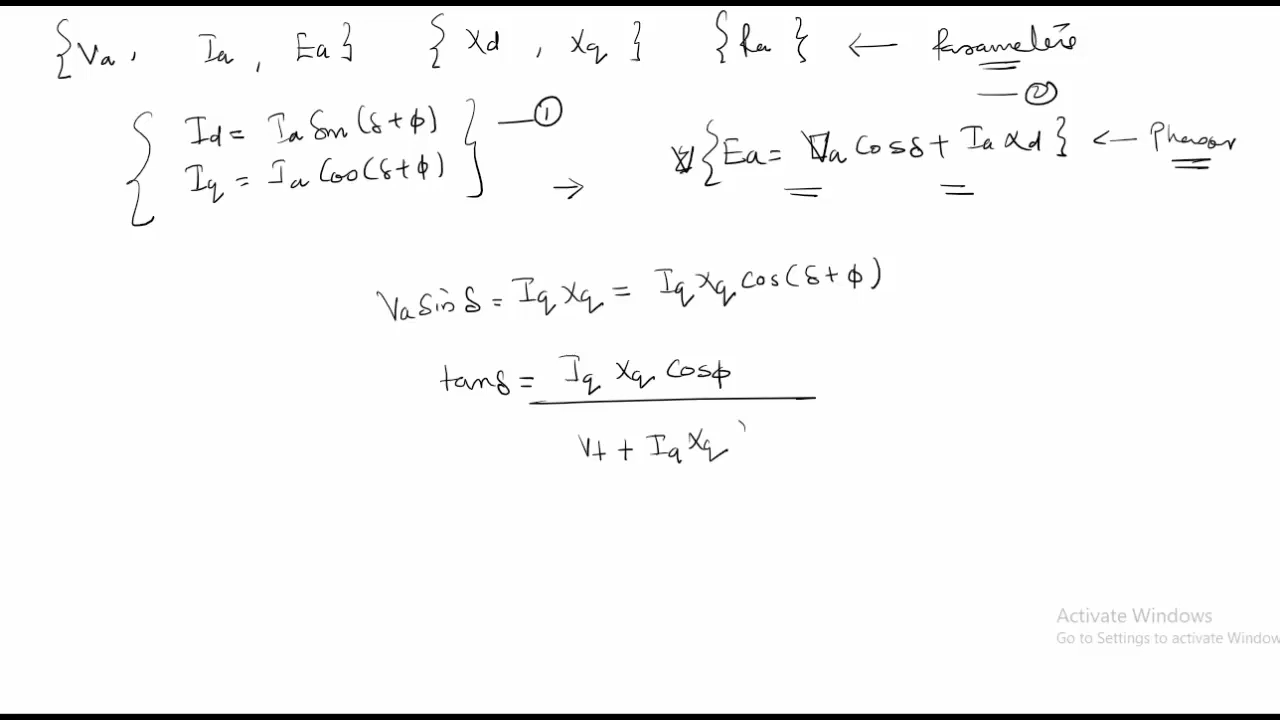 {Va, Ia, Ea} {Xd, Xq} {Ra} ← Parameters
— ②
{ Id = Ia Sin(δ+ϕ) } — ①
Iq = Ia Cos(δ+ϕ)
→ {Ea = Va Cosδ + Ia Xd} ← Phasor
Va Sin δ = Iq Xq = Iq Xq cos(δ+ϕ)
tanδ = Iq Xq Cosϕ
Vt + Iq Xq
Activate Windows
Go to Settings to activate Window